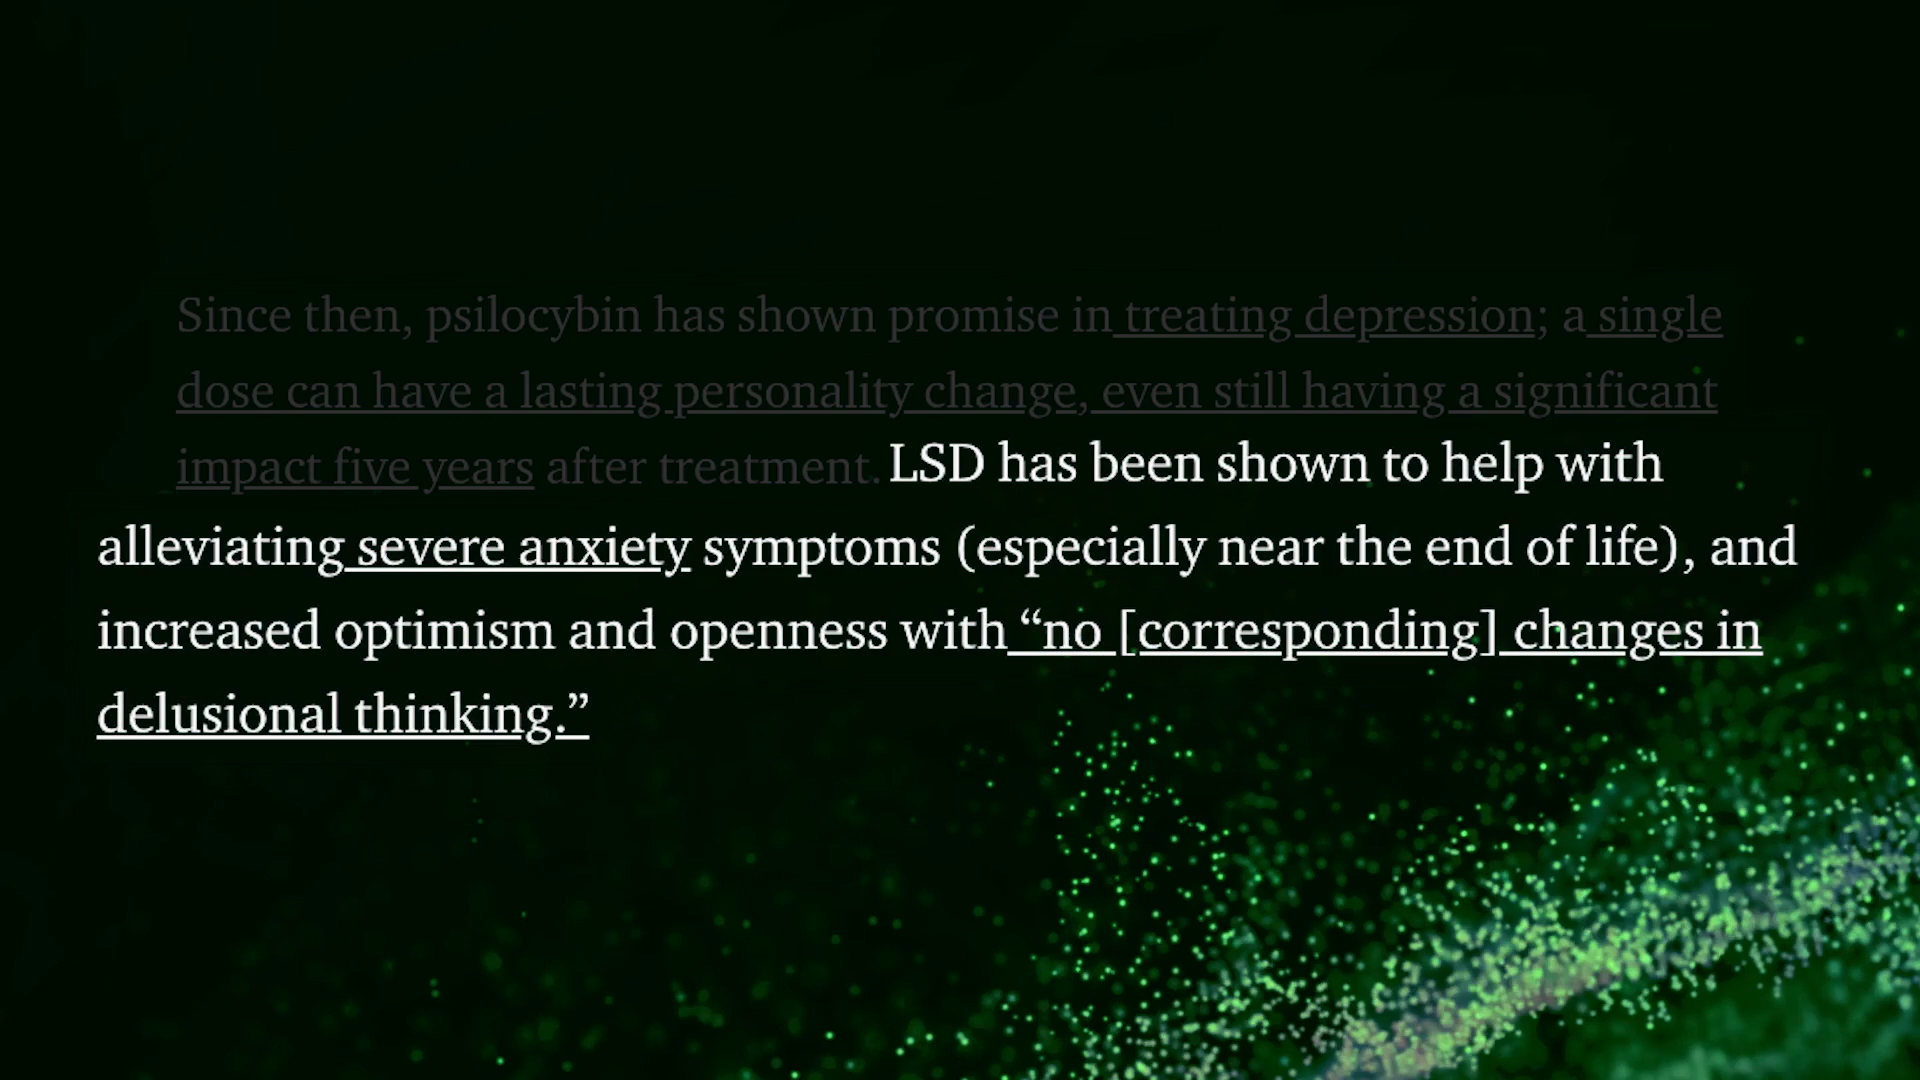 Since then, psilocybin has shown promise in treating depression; a single
dose can have a lasting personality change, even still having a significant
impact five years after treatment. LSD has been shown to help with
alleviating severe anxiety symptoms (especially near the end of life), and
increased optimism and openness with “no [corresponding] changes in
delusional thinking.”